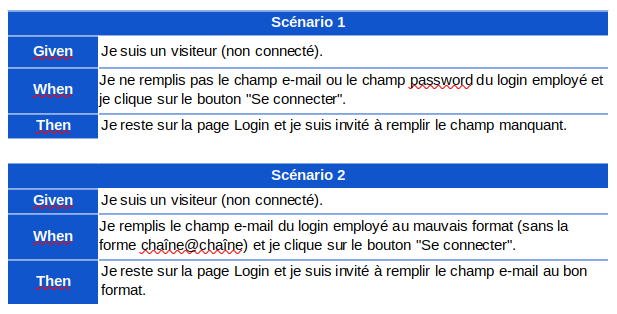 Scénario 1
Given Je suis un visiteur (non connecté).
When Je ne remplis pas le champ e-mail ou le champ password du login employé et
je clique sur le bouton "Se connecter".
Then Je reste sur la page Login et je suis invité à remplir le champ manquant.
Scénario 2
Given Je suis un visiteur (non connecté).
When Je remplis le champ e-mail du login employé au mauvais format (sans la
forme chaîne@chaîne) et je clique sur le bouton "Se connecter".
Then Je reste sur la page Login et je suis invité à remplir le champ e-mail au bon
format.